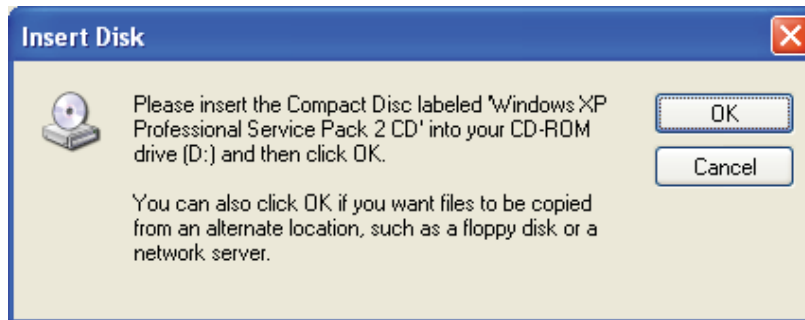 Insert Disk
Please insert the Compact Disc labeled 'Windows XP
Professional Service Pack 2 CD' into your CD-ROM
drive (D:) and then click OK.
You can also click OK if you want files to be copied
from an alternate location, such as a floppy disk or a
network server.
OK
Cancel